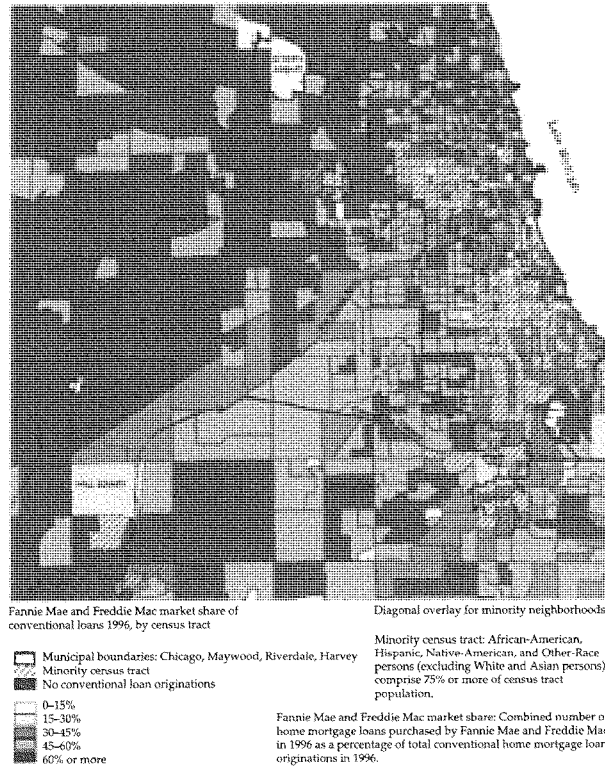 Fannie Mae and Freddie Mac market share of
conventional loans 1996, by census tract
Municipal boundaries: Chicago, Maywood, Riverdale, Harvey
Minority census tract
No conventional loan originations
0–15%
15–30%
30–45%
45–60%
60% or more
Diagonal overlay for minority neighborhoods
Minority census tract: African-American,
Hispanic, Native-American, and Other-Race
persons (excluding White and Asian persons)
comprise 75% or more of census tract
population.
Fannie Mae and Freddie Mac market share: Combined number o
home mortgage loans purchased by Fannie Mae and Freddie Mac
in 1996 as a percentage of total conventional home mortgage loan
originations in 1996.